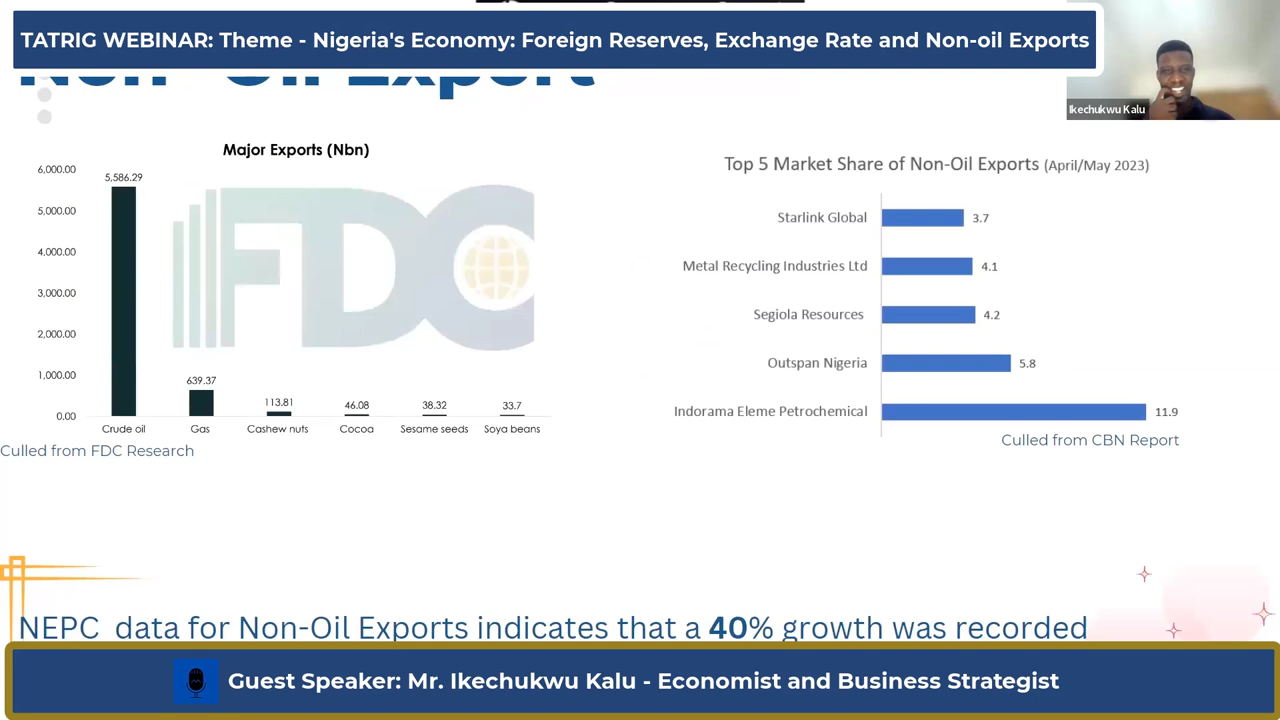 TATRIG WEBINAR: Theme - Nigeria's Economy: Foreign Reserves, Exchange Rate and Non-oil Exports
Non-Oil Export
Ikechukwu Kalu
Major Exports (Nbn)
6,000.00
5,000.00
4,000.00
3,000.00
2,000.00
1,000.00
0.00
5,586.29
639.37
113.81
46.08
38.32
33.7
Crude oil
Gas
Cashew nuts
Cocoa
Sesame seeds
Soya beans
FDC
Culled from FDC Research
Top 5 Market Share of Non-Oil Exports (April/May 2023)
Starlink Global 3.7
Metal Recycling Industries Ltd 4.1
Segiola Resources 4.2
Outspan Nigeria 5.8
Indorama Eleme Petrochemical 11.9
Culled from CBN Report
NEPC data for Non-Oil Exports indicates that a 40% growth was recorded
Guest Speaker: Mr. Ikechukwu Kalu - Economist and Business Strategist